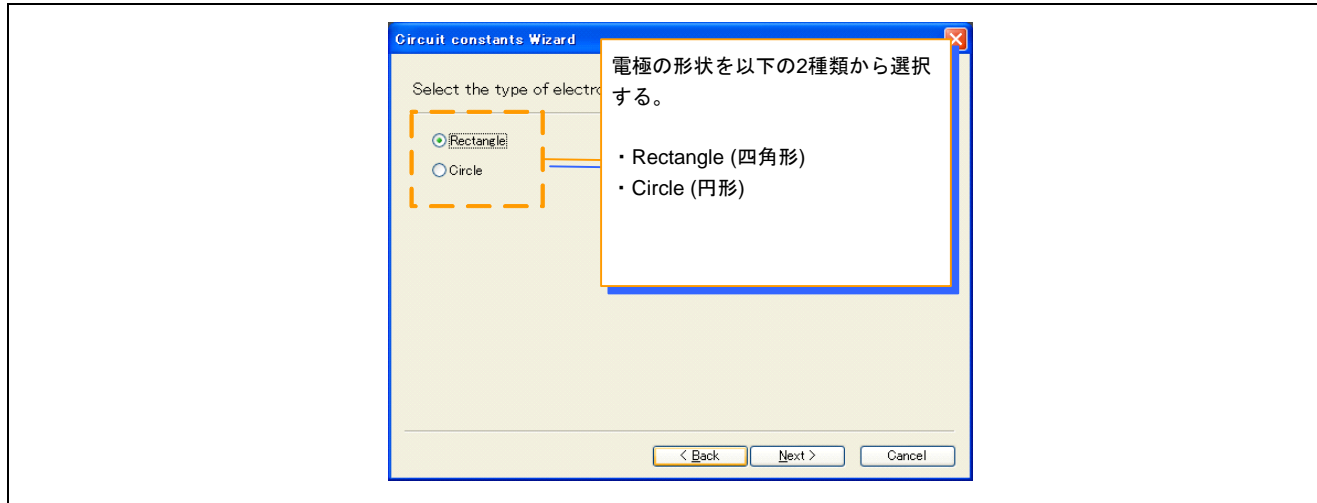 Circuit constants Wizard
電極の形状を以下の2種類から選択
する。
Select the type of electro
Rectangle
Circle
・Rectangle (四角形)
・Circle (円形)
< Back
Next >
Cancel